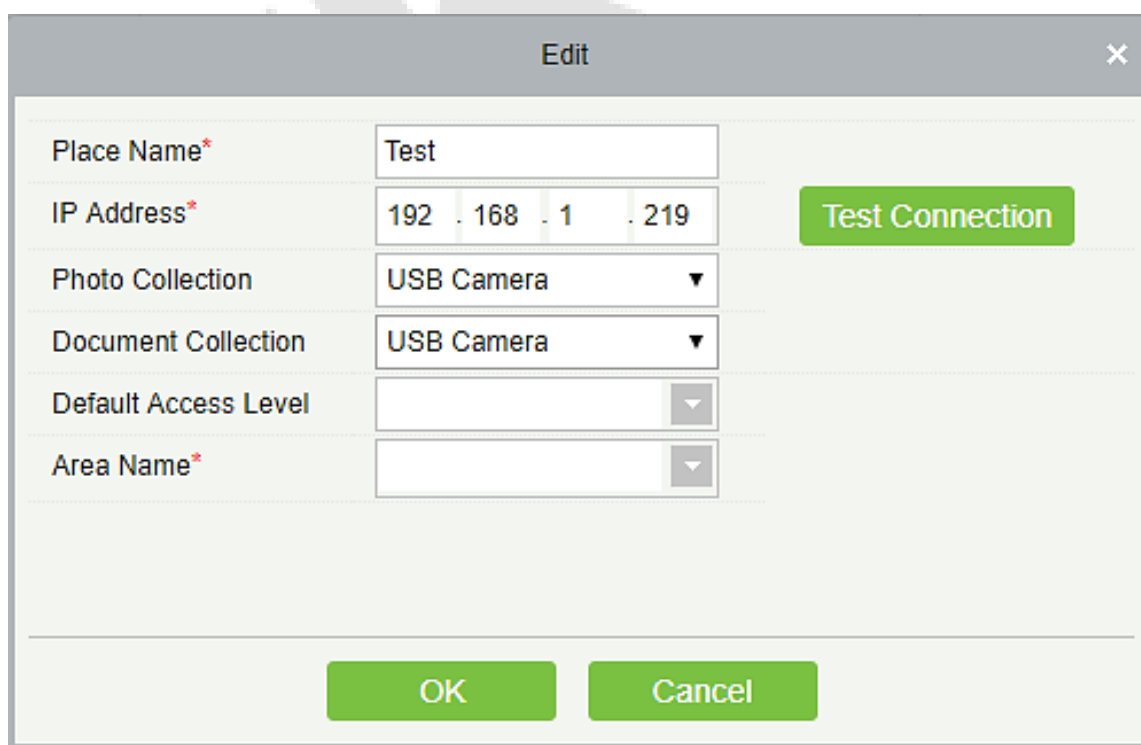 Edit ×
Place Name* Test
IP Address* 192 . 168 . 1 . 219 Test Connection
Photo Collection USB Camera
Document Collection USB Camera
Default Access Level
Area Name*
OK Cancel